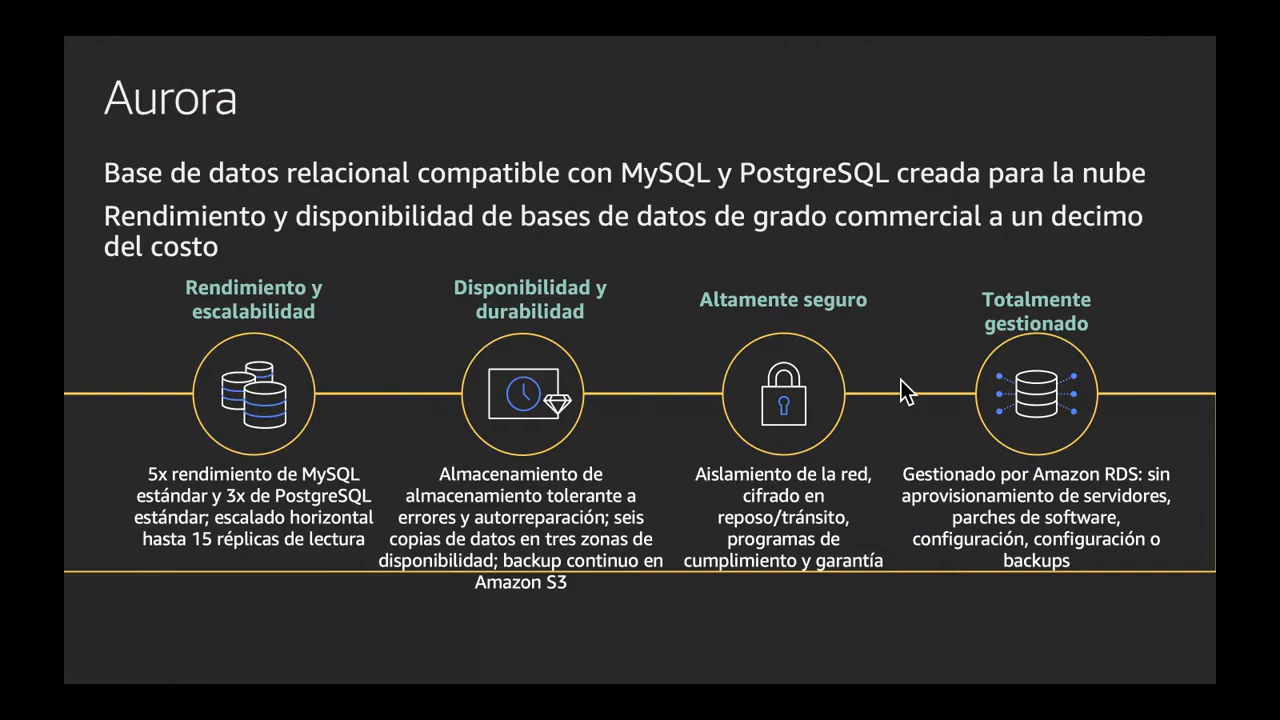 Aurora
Base de datos relacional compatible con MySQL y PostgreSQL creada para la nube
Rendimiento y disponibilidad de bases de datos de grado commercial a un decimo
del costo
Rendimiento y
escalabilidad
5x rendimiento de MySQL
estándar y 3x de PostgreSQL
estándar; escalado horizontal
hasta 15 réplicas de lectura
Disponibilidad y
durabilidad
Almacenamiento de
almacenamiento tolerante a
errores y autorreparación; seis
copias de datos en tres zonas de
disponibilidad; backup continuo en
Amazon S3
Altamente seguro
Aislamiento de la red,
cifrado en
reposo/tránsito,
programas de
cumplimiento y garantía
Totalmente
gestionado
Gestionado por Amazon RDS: sin
aprovisionamiento de servidores,
parches de software,
configuración, configuración o
backups